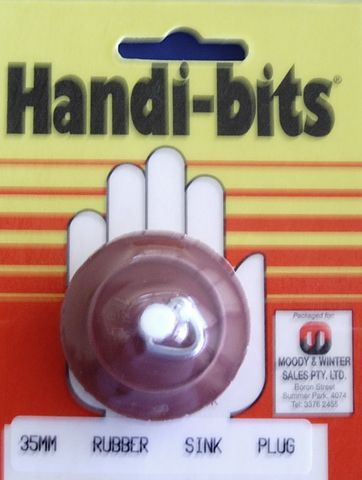 Handi-bits®
Packaged for:
MOODY & WINTER
SALES PTY. LTD.
Boron Street
Summer Park. 4074
Tel: 3376 2455
35MM RUBBER SINK PLUG